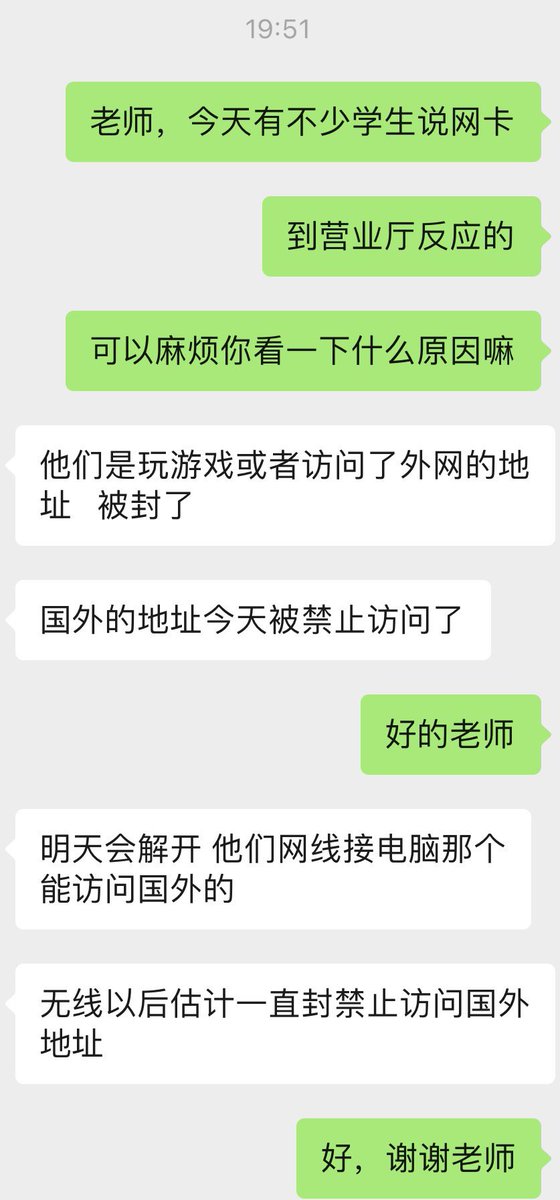 19:51
老师，今天有不少学生说网卡
到营业厅反应的
可以麻烦你看一下什么原因嘛
他们是玩游戏或者访问了外网的地
址   被封了
国外的地址今天被禁止访问了
好的老师
明天会解开 他们网线接电脑那个
能访问国外的
无线以后估计一直封禁止访问国外
地址
好，谢谢老师